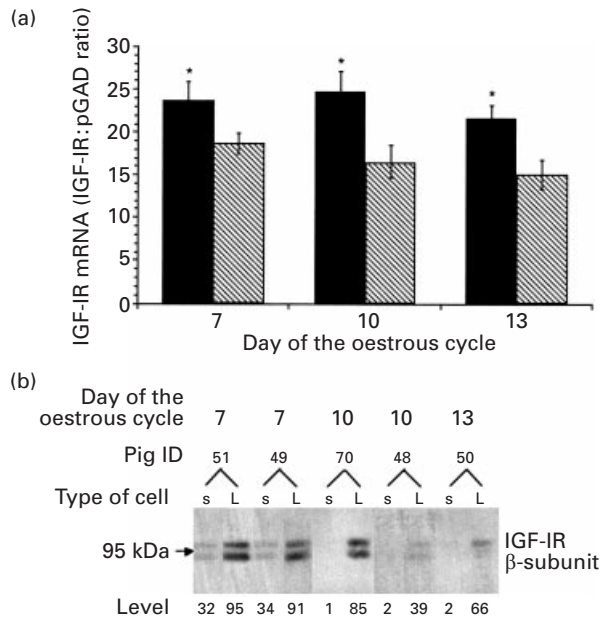 (a)
IGF-IR mRNA (IGF-IR:pGAD ratio)
30
25
20
15
10
5
0
* * *
7 10 13
Day of the oestrous cycle
(b)
Day of the
oestrous cycle 7 7 10 10 13
Pig ID 51 49 70 48 50
Type of cell s L s L s L s L s L
95 kDa
IGF-IR
β-subunit
Level 32 95 34 91 1 85 2 39 2 66